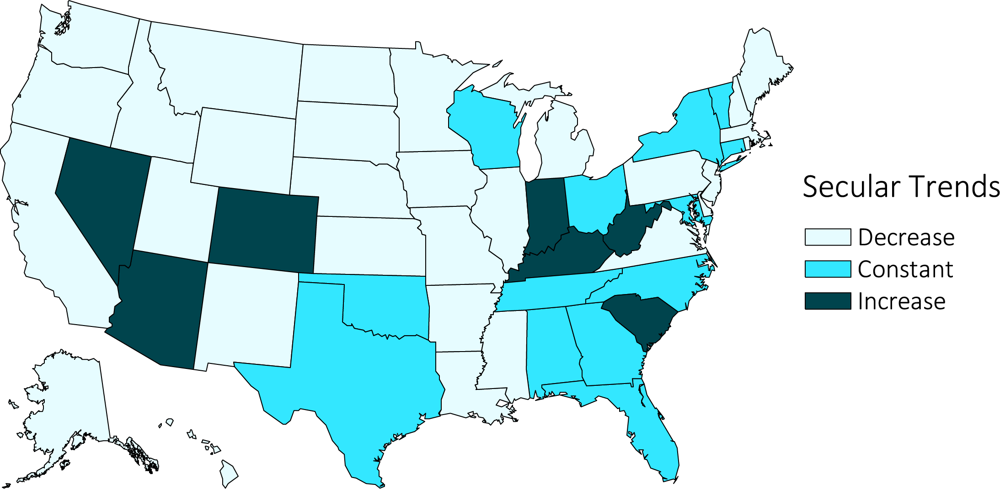 Secular Trends
Decrease
Constant
Increase